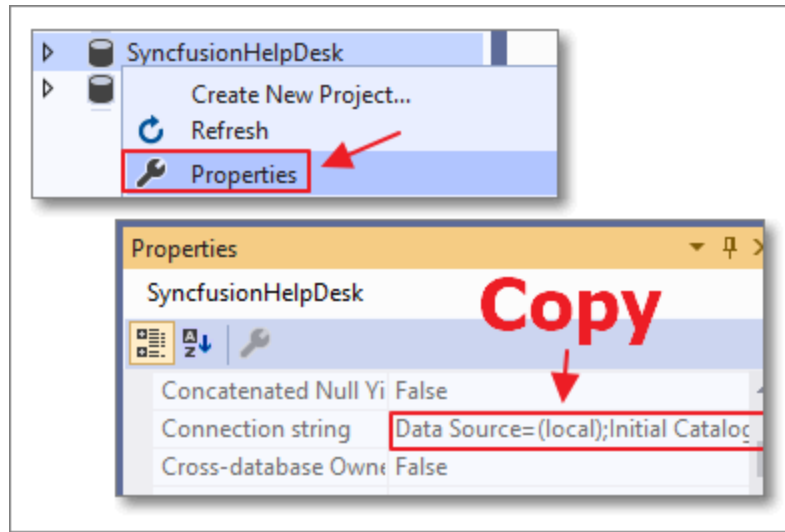 SyncfusionHelpDesk
Create New Project...
Refresh
Properties
Properties
SyncfusionHelpDesk
Copy
Concatenated Null Yi False
Connection string Data Source=(local);Initial Catalog
Cross-database Owne False